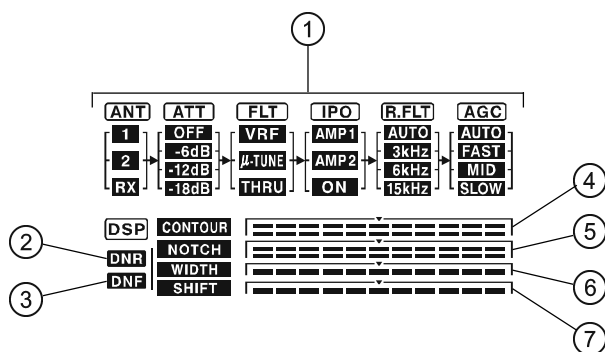 1
ANT ATT FLT IPO R.FLT AGC
1 OFF VRF AMP1 AUTO AUTO
-6dB 3kHz FAST
2 μ-TUNE AMP2
-12dB 6kHz MID
RX -18dB THRU ON 15kHz SLOW
4
DSP CONTOUR
5
2 NOTCH
DNR
WIDTH 6
3 DNF
SHIFT
7